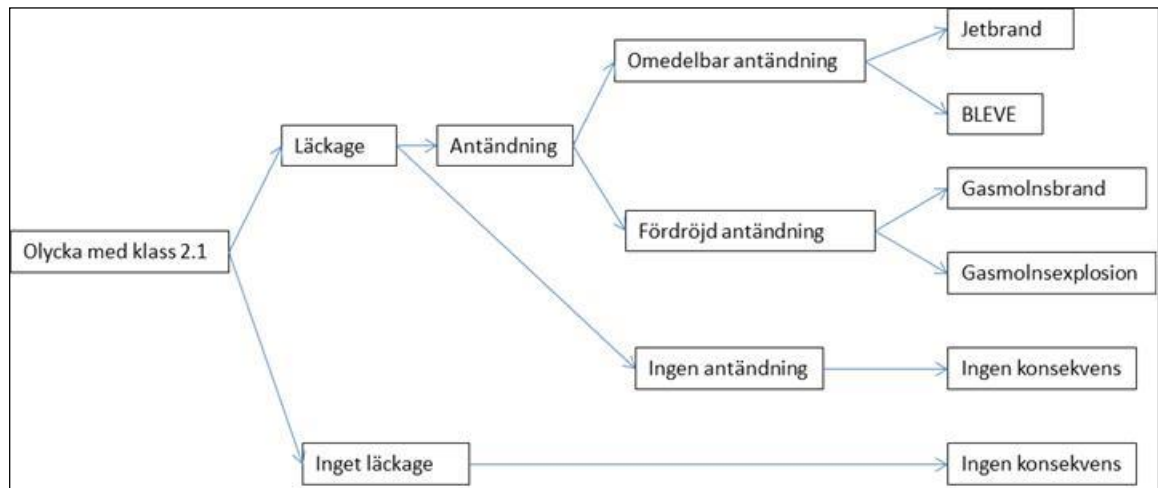 Jetbrand
Omedelbar antändning
BLEVE
Läckage
Antändning
Gasmolnsbrand
Fördröjd antändning
Olycka med klass 2.1
Gasmolnsexplosion
Ingen antändning
Ingen konsekvens
Inget läckage
Ingen konsekvens